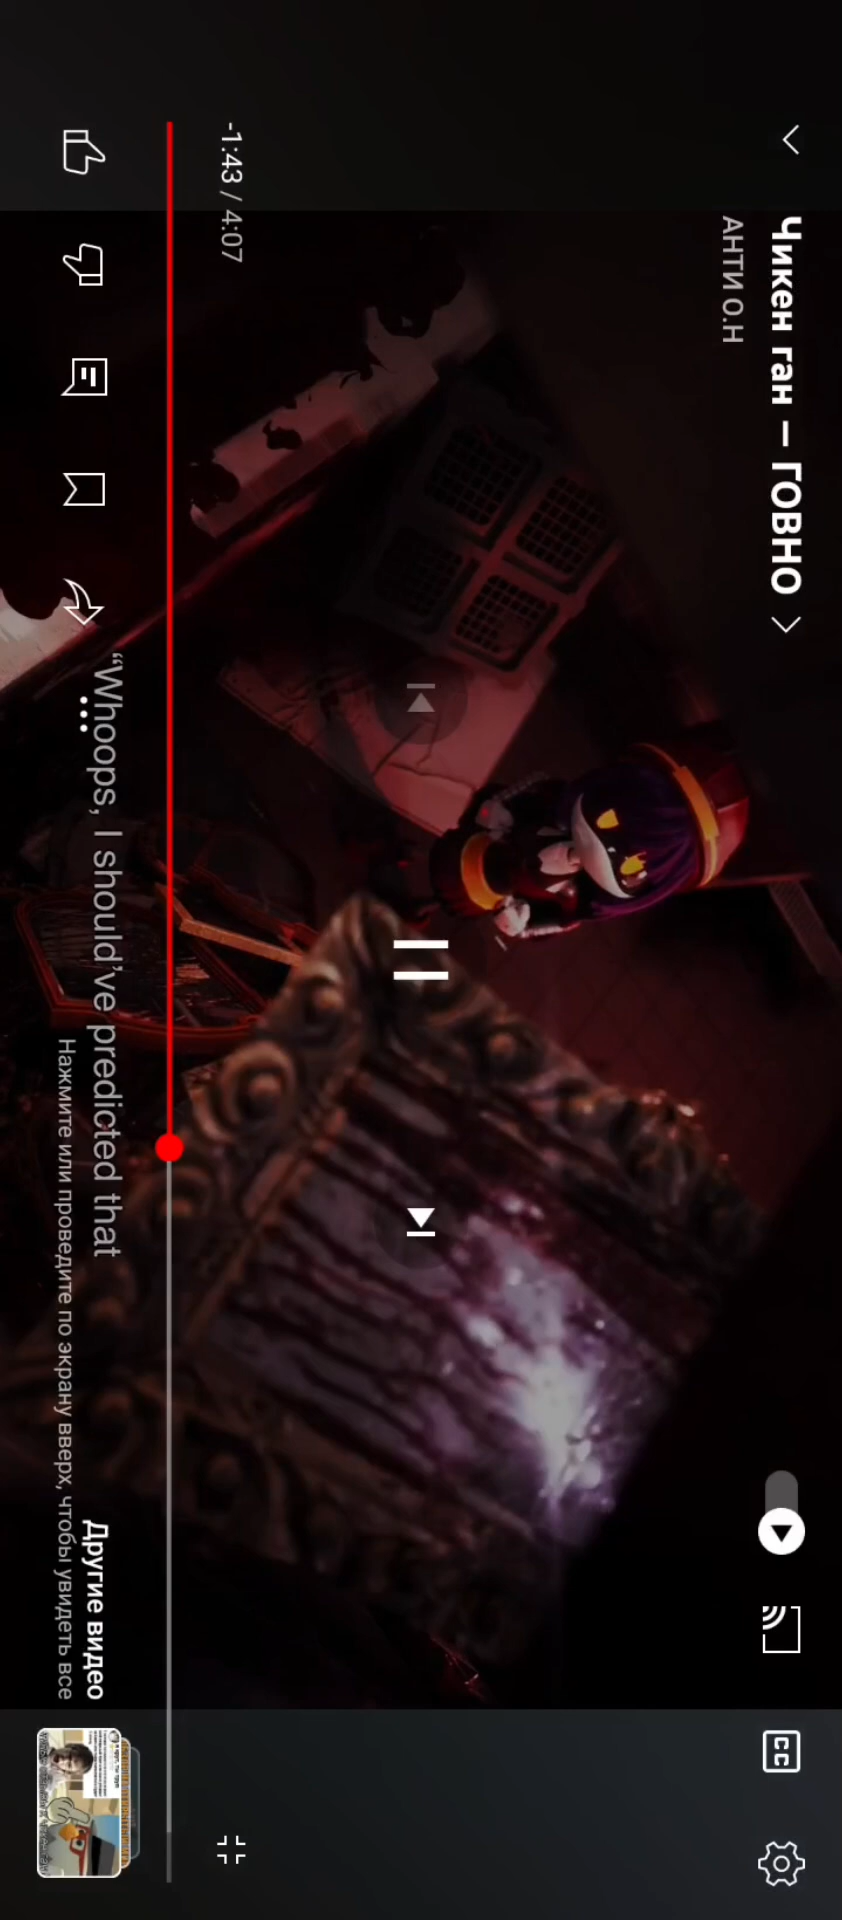 Чикен ган – ГОВНО
АНТИ О.Н
CC
-1:43 / 4:07
“Whoops, I should’ve predicted that
Другие видео
Нажмите или проведите по экрану вверх, чтобы увидеть все